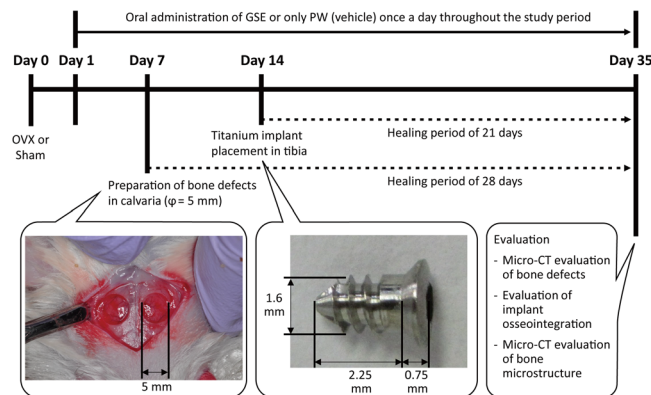 Oral administration of GSE or only PW (vehicle) once a day throughout the study period
Day 0
Day 1
Day 7
Day 14
Day 35
OVX or
Sham
Titanium implant
placement in tibia
Healing period of 21 days
Preparation of bone defects
in calvaria (φ = 5 mm)
Healing period of 28 days
5 mm
1.6
mm
2.25
mm
0.75
mm
Evaluation
- Micro-CT evaluation
of bone defects
- Evaluation of
implant
osseointegration
- Micro-CT evaluation
of bone
microstructure